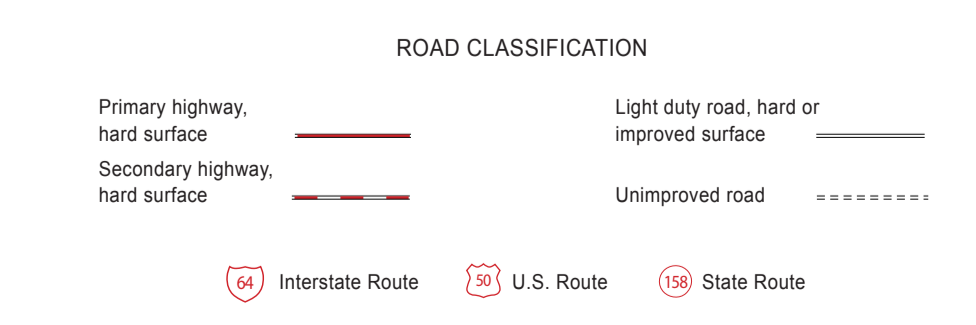 ROAD CLASSIFICATION
Primary highway,
hard surface
Secondary highway,
hard surface
Light duty road, hard or
improved surface
Unimproved road
64 Interstate Route
50 U.S. Route
158 State Route